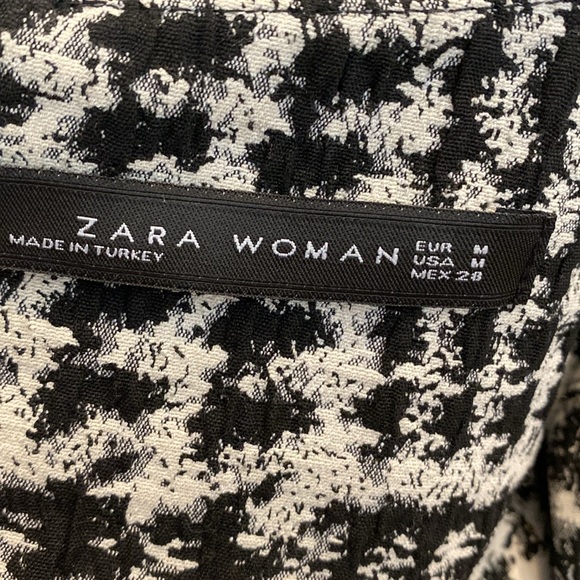 ZARA WOMAN
MADE IN TURKEY
EUR M
USA M
MEX 28